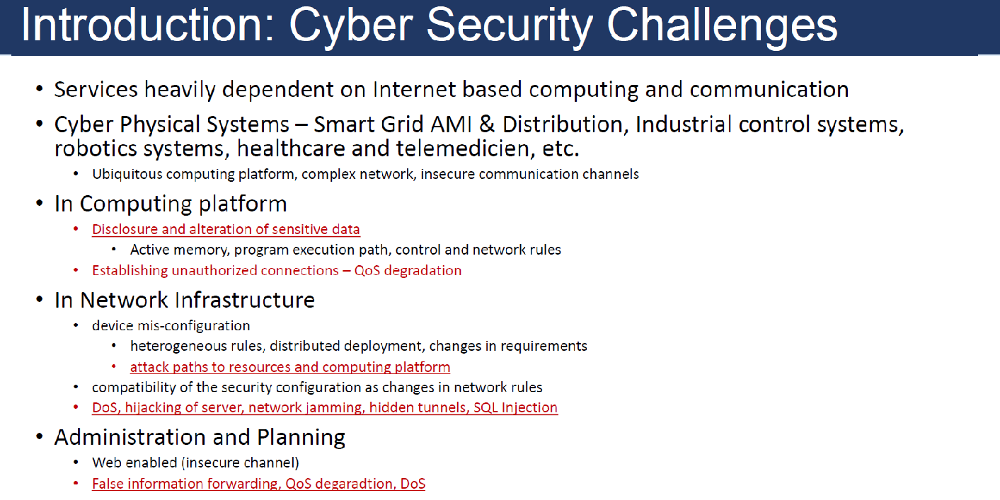 Introduction: Cyber Security Challenges
• Services heavily dependent on Internet based computing and communication
• Cyber Physical Systems – Smart Grid AMI & Distribution, Industrial control systems,
robotics systems, healthcare and telemedicien, etc.
• Ubiquitous computing platform, complex network, insecure communication channels
• In Computing platform
• Disclosure and alteration of sensitive data
• Active memory, program execution path, control and network rules
• Establishing unauthorized connections – QoS degradation
• In Network Infrastructure
• device mis-configuration
• heterogeneous rules, distributed deployment, changes in requirements
• attack paths to resources and computing platform
• compatibility of the security configuration as changes in network rules
• DoS, hijacking of server, network jamming, hidden tunnels, SQL Injection
• Administration and Planning
• Web enabled (insecure channel)
• False information forwarding, QoS degaradtion, DoS